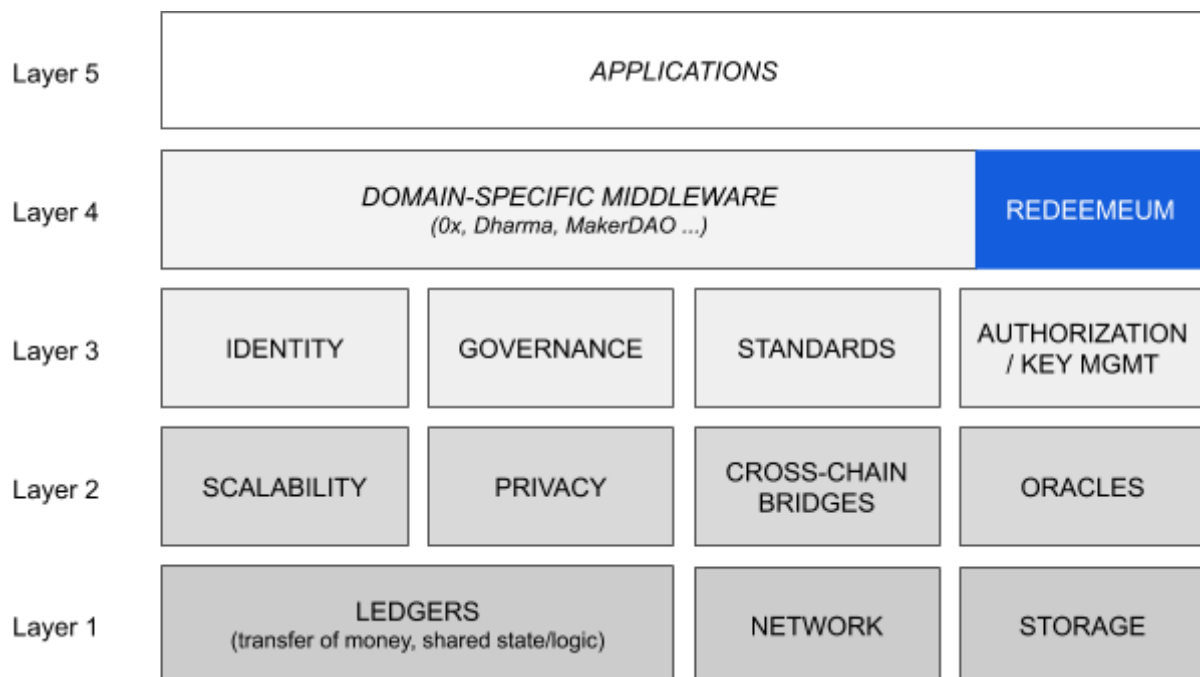 Layer 5
APPLICATIONS
Layer 4
DOMAIN-SPECIFIC MIDDLEWARE
(0x, Dharma, MakerDAO ...)
REDEEMEUM
Layer 3
IDENTITY
GOVERNANCE
STANDARDS
AUTHORIZATION
/ KEY MGMT
Layer 2
SCALABILITY
PRIVACY
CROSS-CHAIN
BRIDGES
ORACLES
Layer 1
LEDGERS
(transfer of money, shared state/logic)
NETWORK
STORAGE